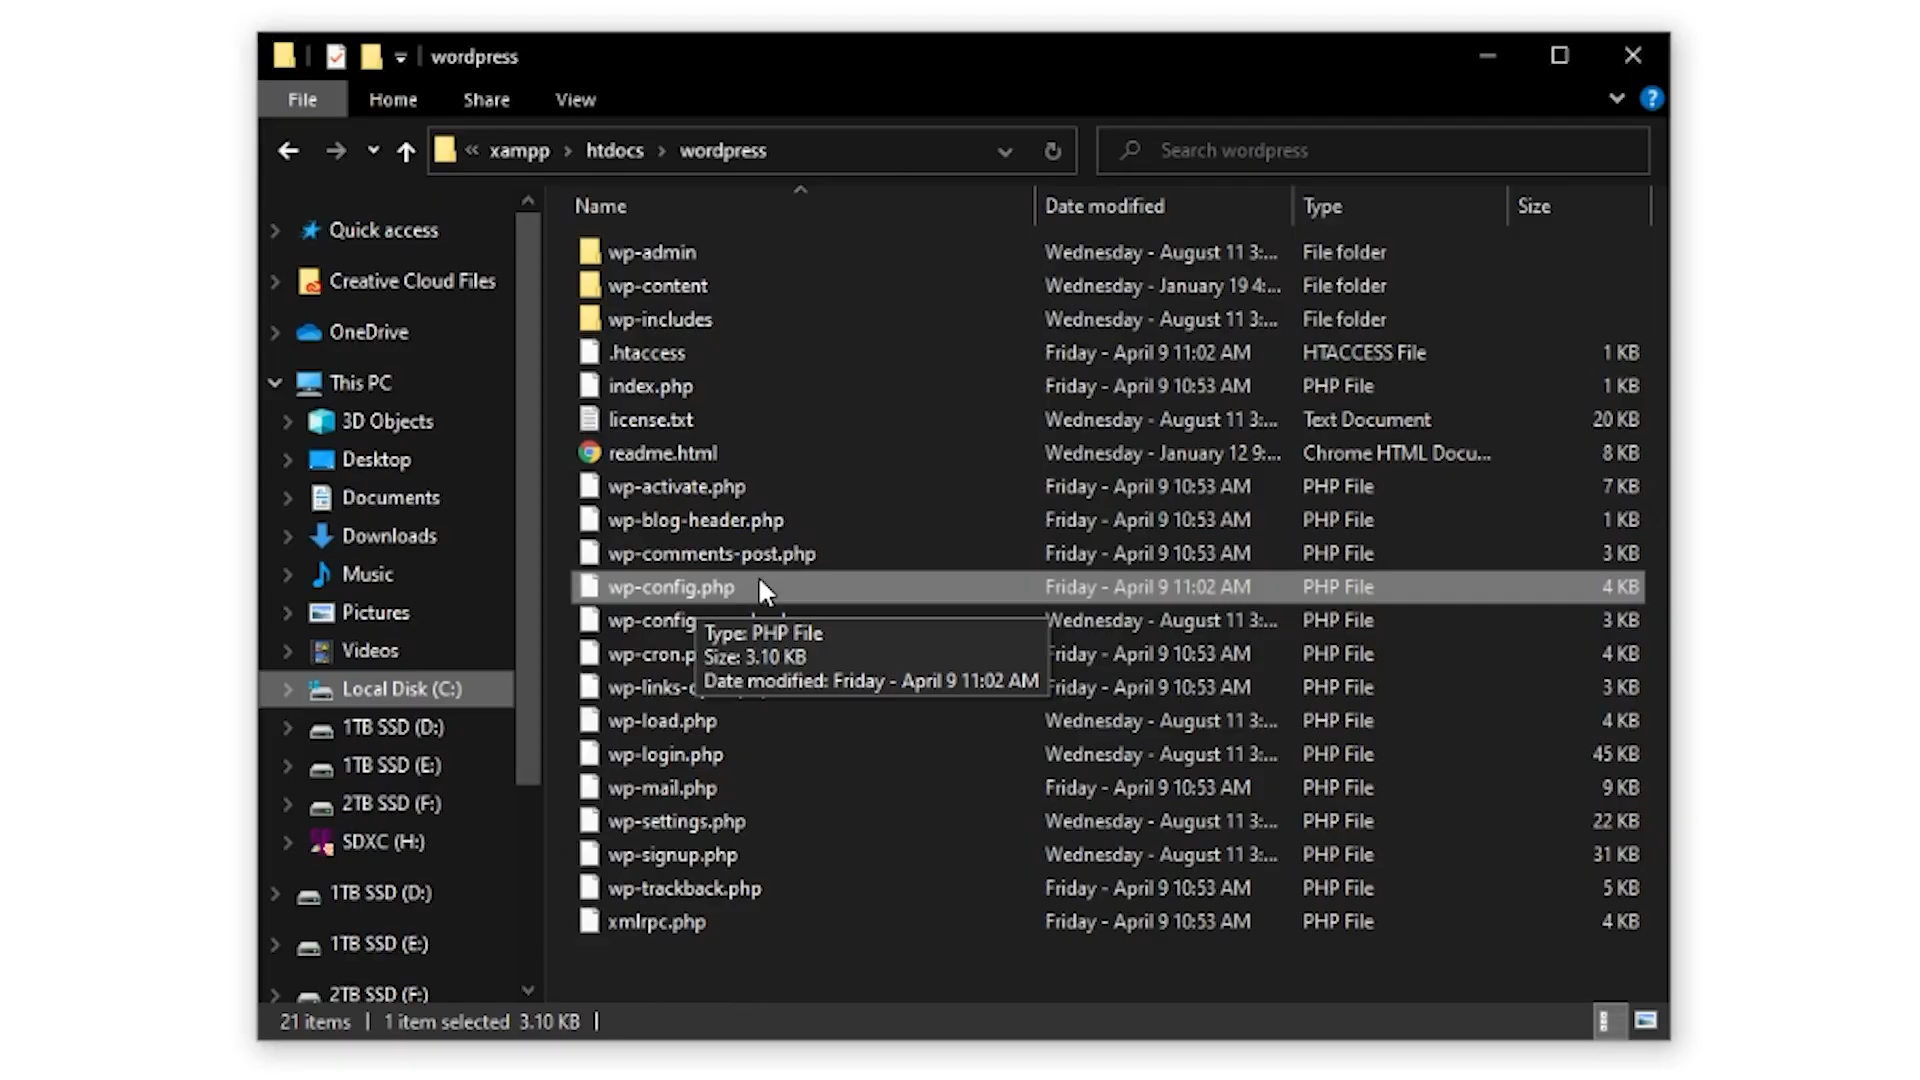 wordpress
File Home Share View
« xampp > htdocs > wordpress
Search wordpress
Quick access
Creative Cloud Files
OneDrive
This PC
3D Objects
Desktop
Documents
Downloads
Music
Pictures
Videos
Local Disk (C:)
1TB SSD (D:)
1TB SSD (E:)
2TB SSD (F:)
SDXC (H:)
1TB SSD (D:)
1TB SSD (E:)
2TB SSD (F:)
Name Date modified Type Size
wp-admin Wednesday - August 11 3:... File folder
wp-content Wednesday - January 19 4:... File folder
wp-includes Wednesday - August 11 3:... File folder
.htaccess Friday - April 9 11:02 AM HTACCESS File 1 KB
index.php Friday - April 9 10:53 AM PHP File 1 KB
license.txt Wednesday - August 11 3:... Text Document 20 KB
readme.html Wednesday - January 12 9:... Chrome HTML Docu... 8 KB
wp-activate.php Friday - April 9 10:53 AM PHP File 7 KB
wp-blog-header.php Friday - April 9 10:53 AM PHP File 1 KB
wp-comments-post.php Friday - April 9 10:53 AM PHP File 3 KB
wp-config.php Friday - April 9 11:02 AM PHP File 4 KB
wp-config Wednesday - August 11 3:... PHP File 3 KB
wp-cron.p Friday - April 9 10:53 AM PHP File 4 KB
wp-links- Friday - April 9 10:53 AM PHP File 3 KB
Type: PHP File
Size: 3.10 KB
Date modified: Friday - April 9 11:02 AM
wp-load.php Wednesday - August 11 3:... PHP File 4 KB
wp-login.php Wednesday - August 11 3:... PHP File 45 KB
wp-mail.php Friday - April 9 10:53 AM PHP File 9 KB
wp-settings.php Wednesday - August 11 3:... PHP File 22 KB
wp-signup.php Wednesday - August 11 3:... PHP File 31 KB
wp-trackback.php Friday - April 9 10:53 AM PHP File 5 KB
xmlrpc.php Friday - April 9 10:53 AM PHP File 4 KB
21 items | 1 item selected 3.10 KB |